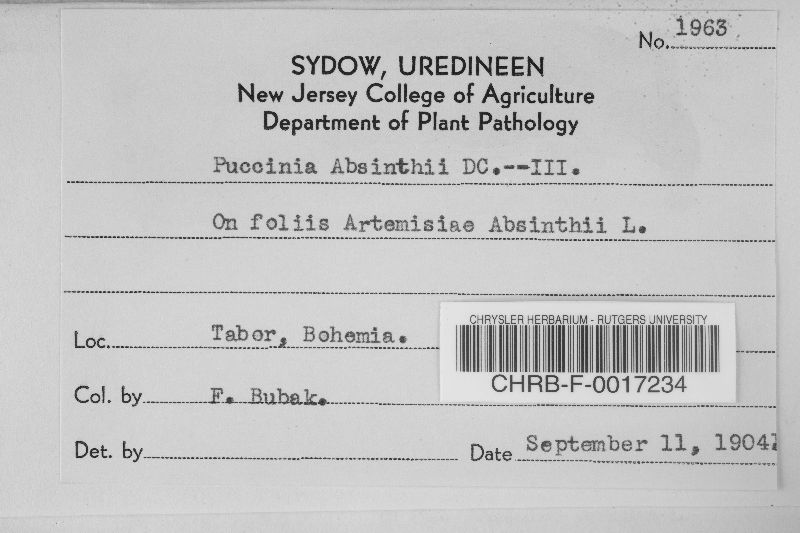 No. 1963
SYDOW, UREDINEEN
New Jersey College of Agriculture
Department of Plant Pathology
Puccinia Absinthii DC.--III.
On foliis Artemisiae Absinthii L.
Loc. Tabor, Bohemia.
CHRYSLER HERBARIUM - RUTGERS UNIVERSITY
CHRB-F-0017234
Col. by F. Bubak.
Det. by
Date September 11, 1904